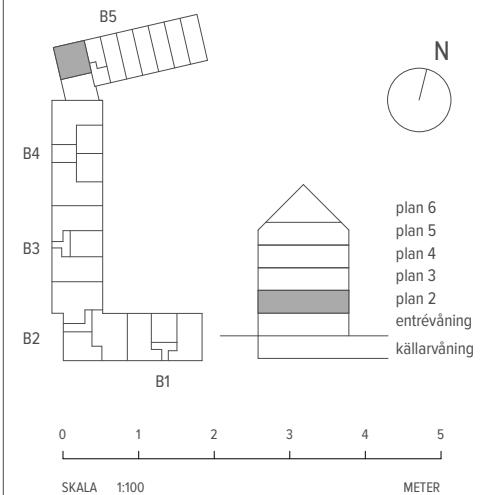 B5
N
B4
plan 6
plan 5
B3
plan 4
plan 3
plan 2
entrévåning
B2
källarvåning
B1
0 1 2 3 4 5
SKALA 1:100 METER